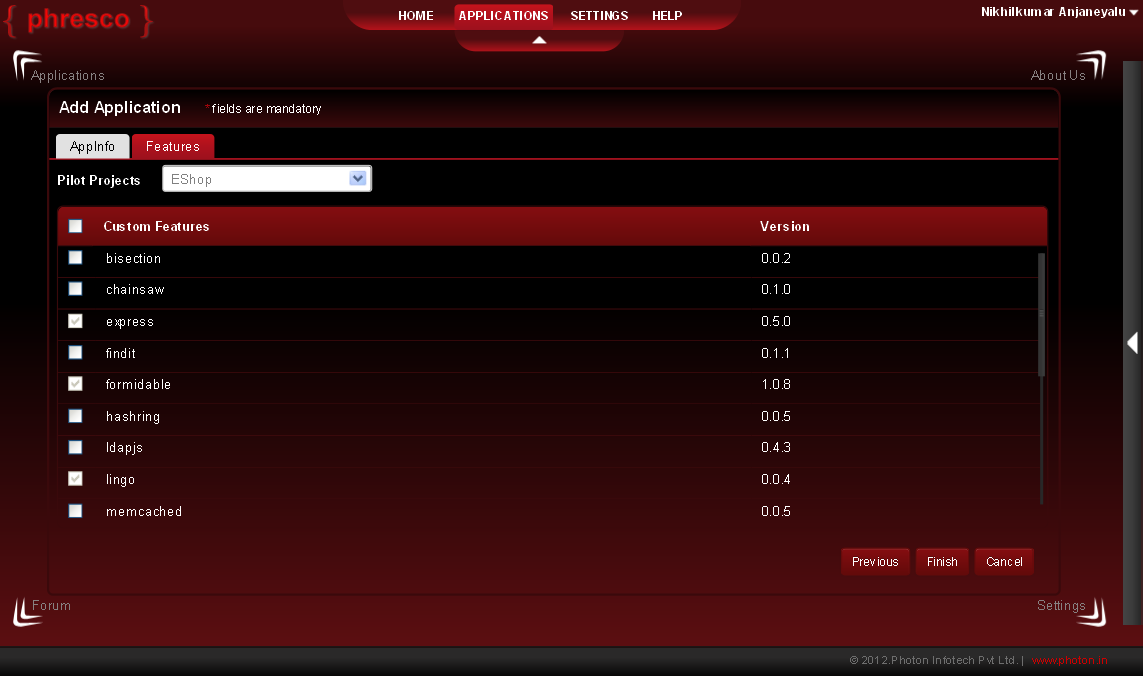 { phresco }
HOME APPLICATIONS SETTINGS HELP
Nikhilkumar Anjaneyalu
Applications
About Us
Add Application
*fields are mandatory
AppInfo Features
Pilot Projects EShop
Custom Features Version
bisection 0.0.2
chainsaw 0.1.0
express 0.5.0
findit 0.1.1
formidable 1.0.8
hashring 0.0.5
ldapjs 0.4.3
lingo 0.0.4
memcached 0.0.5
Previous Finish Cancel
Forum
Settings
© 2012.Photon Infotech Pvt Ltd. | www.photon.in